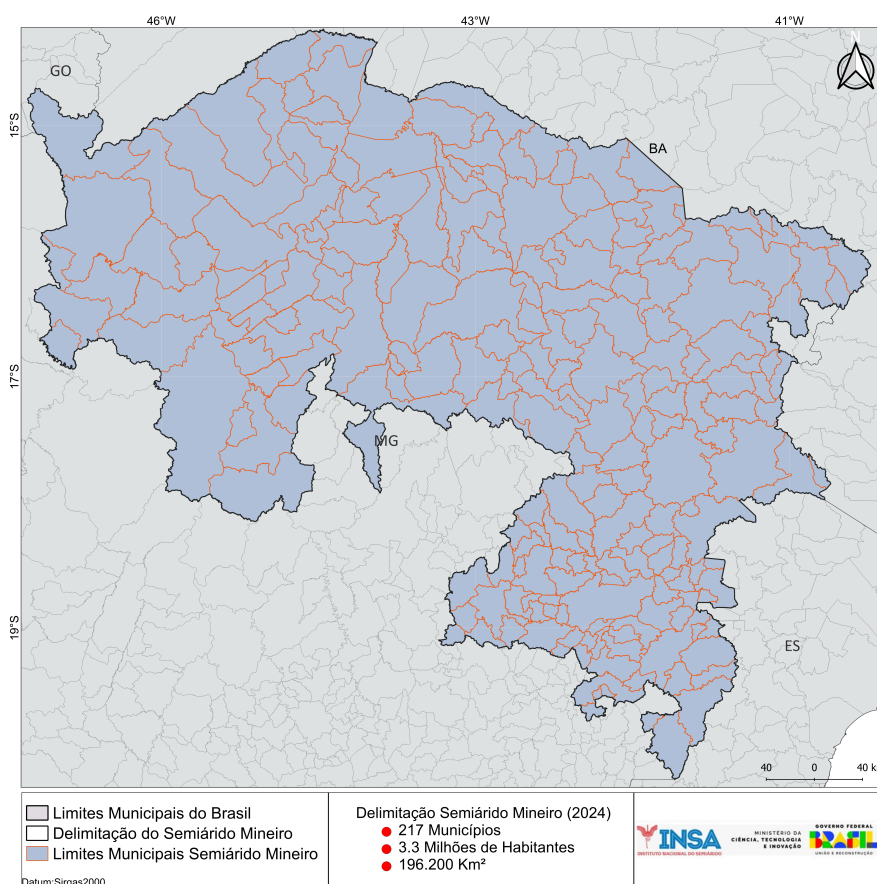 46°W 43°W 41°W
N
GO
15°S
BA
17°S
MG
19°S
ES
40 0 40 k
Limites Municipais do Brasil
Delimitação do Semiárido Mineiro
Limites Municipais Semiárido Mineiro
Datum:Sirgas2000
Delimitação Semiárido Mineiro (2024)
217 Municípios
3.3 Milhões de Habitantes
196.200 Km²
INSA
INSTITUTO NACIONAL DO SEMIÁRIDO
MINISTÉRIO DA
CIÊNCIA, TECNOLOGIA
E INOVAÇÃO
GOVERNO FEDERAL
BRASIL
UNIÃO E RECONSTRUÇÃO